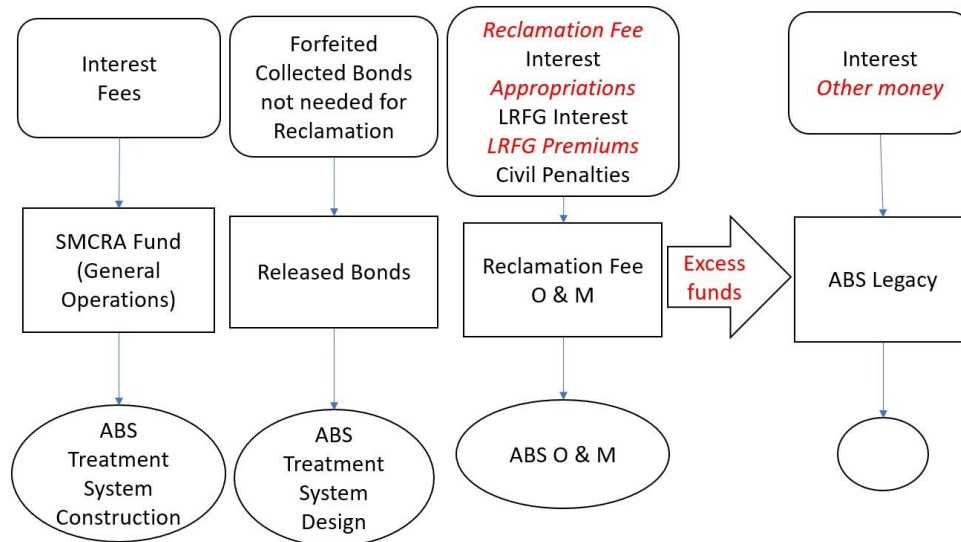 Interest
Fees
Forfeited
Collected Bonds
not needed for
Reclamation
Reclamation Fee
Interest
Appropriations
LRFG Interest
LRFG Premiums
Civil Penalties
Interest
Other money
SMCRA Fund
(General
Operations)
Released Bonds
Reclamation Fee
O & M
Excess
funds
ABS Legacy
ABS
Treatment
System
Construction
ABS
Treatment
System
Design
ABS O & M